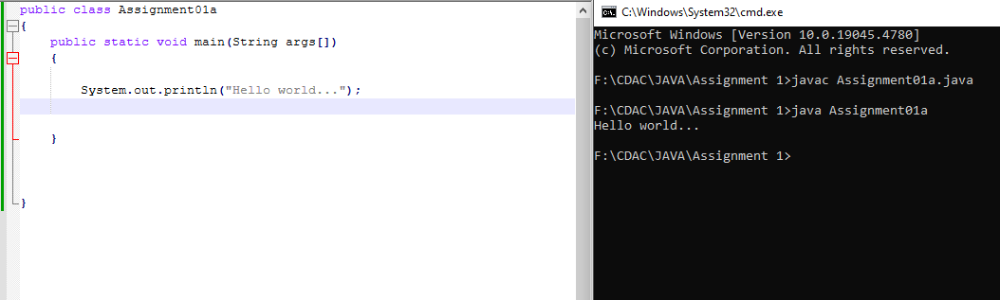 public class Assignment01a
{
public static void main(String args[])
{
System.out.println("Hello world...");
}
}
C:\Windows\System32\cmd.exe
Microsoft Windows [Version 10.0.19045.4780]
(c) Microsoft Corporation. All rights reserved.
F:\CDAC\JAVA\Assignment 1>javac Assignment01a.java
F:\CDAC\JAVA\Assignment 1>java Assignment01a
Hello world...
F:\CDAC\JAVA\Assignment 1>